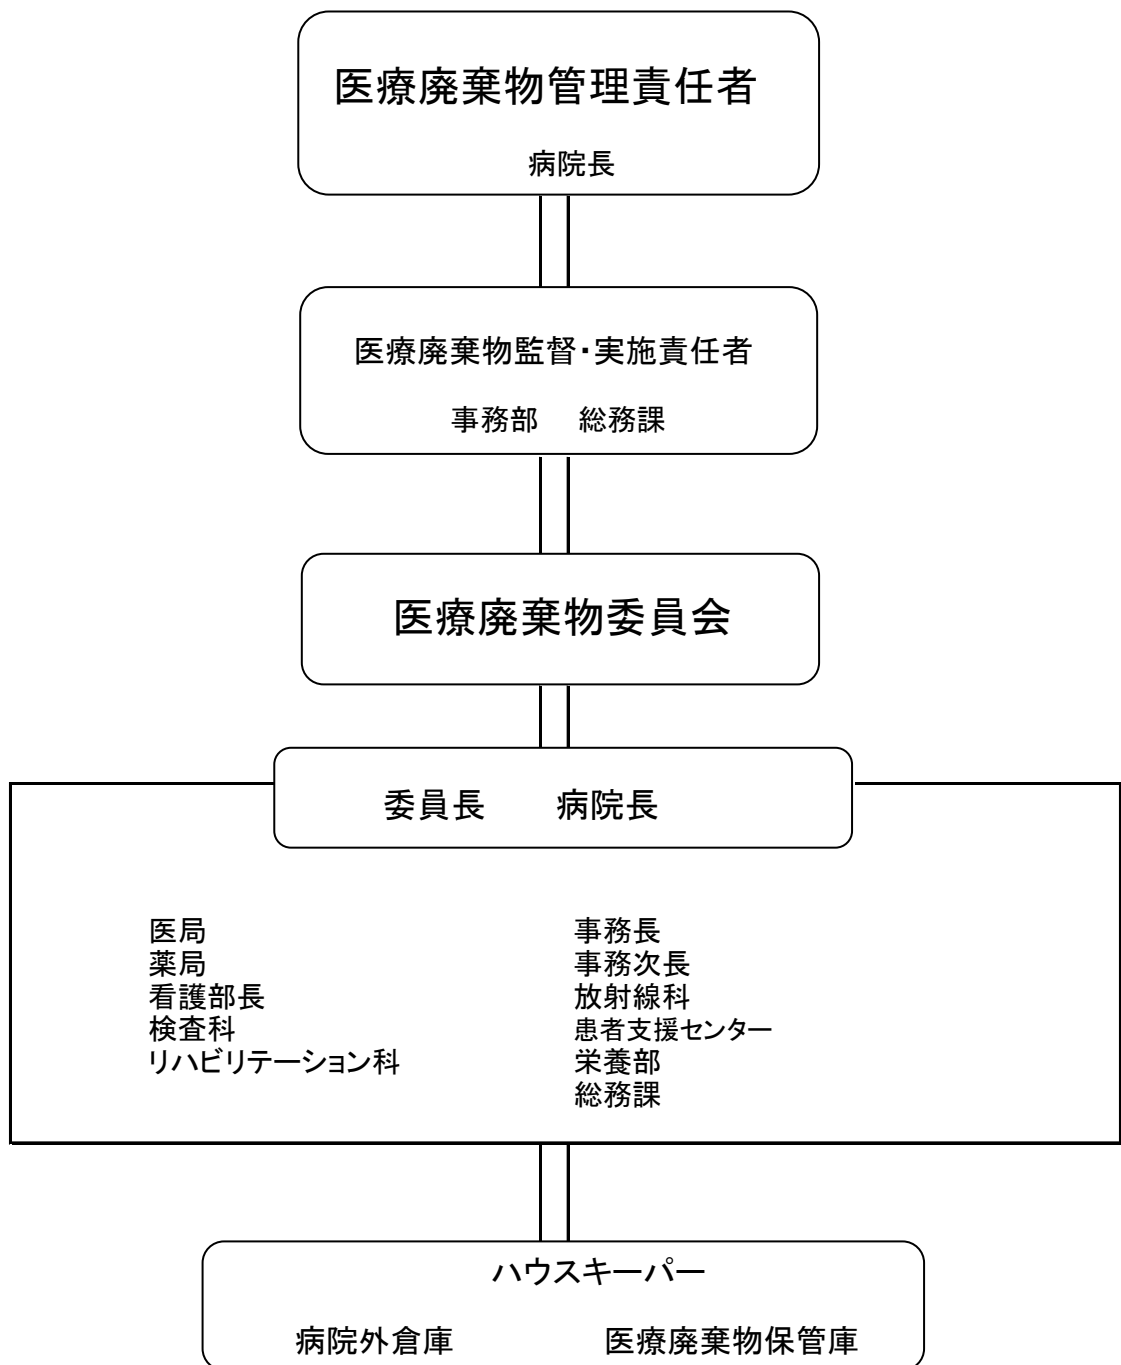 医療廃棄物管理責任者
病院長
医療廃棄物監督・実施責任者
事務部 総務課
医療廃棄物委員会
委員長 病院長
医局
薬局
看護部長
検査科
リハビリテーション科
事務長
事務次長
放射線科
患者支援センター
栄養部
総務課
ハウスキーパー
病院外倉庫 医療廃棄物保管庫